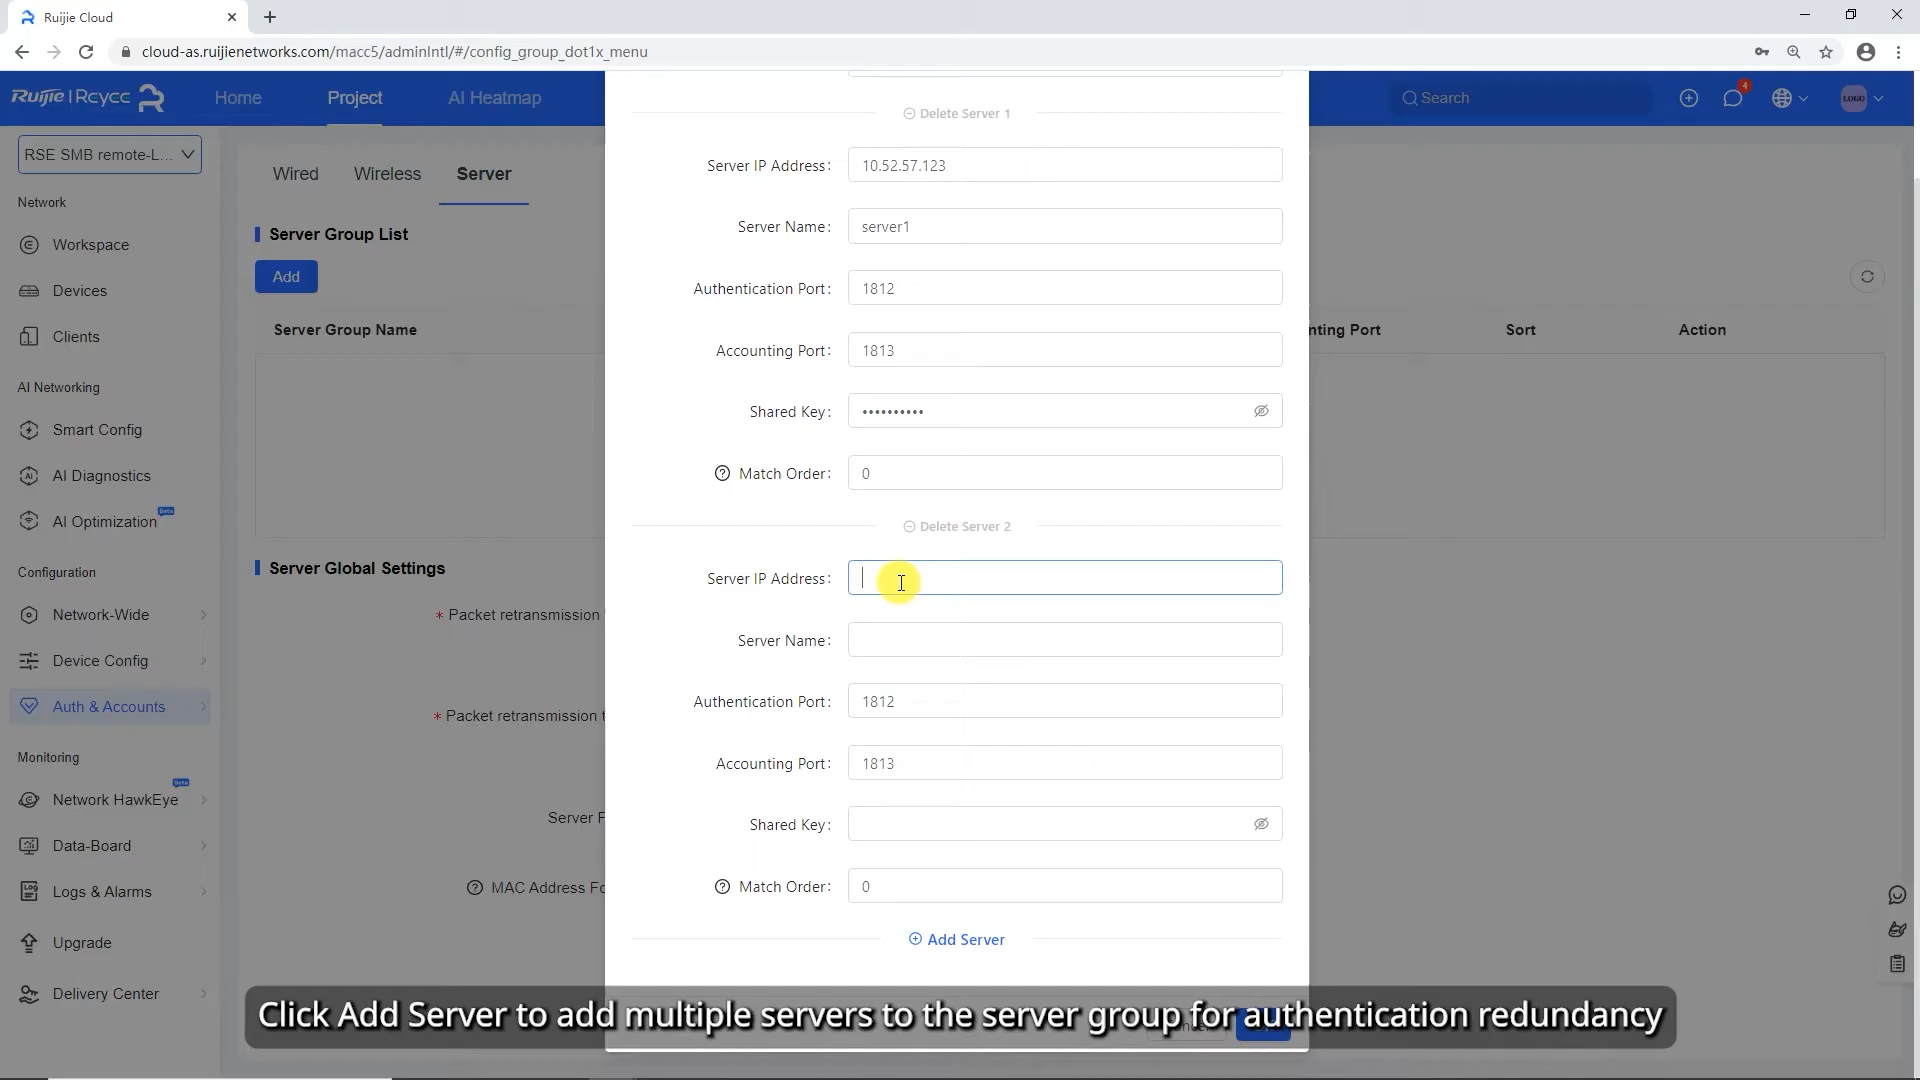 Ruijie Cloud
cloud-as.ruijienetworks.com/macc5/adminIntl/#/config_group_dot1x_menu
Ruijie | Rcycc
Home
Project
AI Heatmap
Search
4
LOGO
RSE SMB remote-L...
Network
Workspace
Devices
Clients
AI Networking
Smart Config
AI Diagnostics
AI Optimization
Beta
Configuration
Network-Wide
Device Config
Auth & Accounts
Monitoring
Network HawkEye
Beta
Data-Board
Logs & Alarms
Upgrade
Delivery Center
Wired
Wireless
Server
Server Group List
Add
Server Group Name
nting Port
Sort
Action
Server Global Settings
* Packet retransmission
* Packet retransmission t
Server F
MAC Address Fo
Delete Server 1
Server IP Address: 10.52.57.123
Server Name: server1
Authentication Port: 1812
Accounting Port: 1813
Shared Key: ••••••••••
Match Order: 0
Delete Server 2
Server IP Address:
Server Name:
Authentication Port: 1812
Accounting Port: 1813
Shared Key:
Match Order: 0
Add Server
Click Add Server to add multiple servers to the server group for authentication redundancy